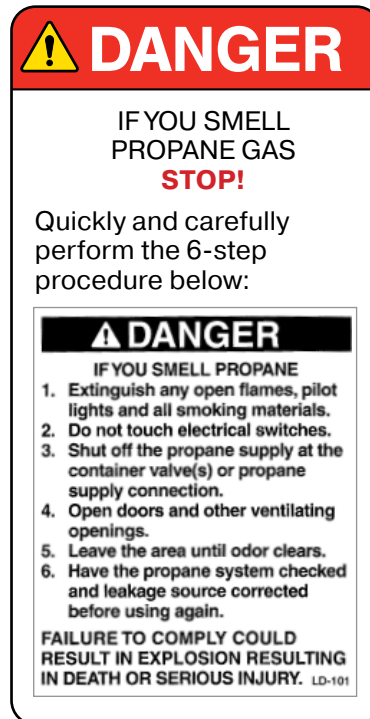 DANGER
IF YOU SMELL
PROPANE GAS
STOP!
Quickly and carefully
perform the 6-step
procedure below:
DANGER
IF YOU SMELL PROPANE
1. Extinguish any open flames, pilot
lights and all smoking materials.
2. Do not touch electrical switches.
3. Shut off the propane supply at the
container valve(s) or propane
supply connection.
4. Open doors and other ventilating
openings.
5. Leave the area until odor clears.
6. Have the propane system checked
and leakage source corrected
before using again.
FAILURE TO COMPLY COULD
RESULT IN EXPLOSION RESULTING
IN DEATH OR SERIOUS INJURY. LD-101